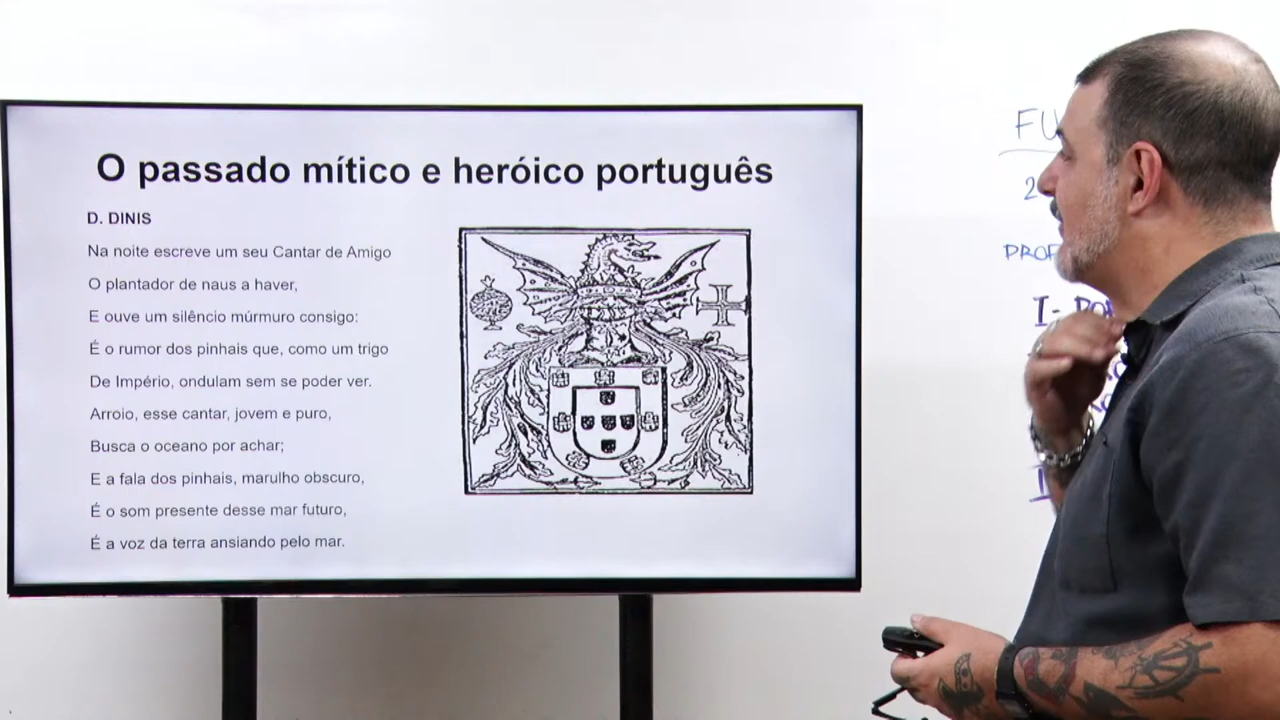 O passado mítico e heróico português
D. DINIS
Na noite escreve um seu Cantar de Amigo
O plantador de naus a haver,
E ouve um silêncio múrmuro consigo:
É o rumor dos pinhais que, como um trigo
De Império, ondulam sem se poder ver.
Arroio, esse cantar, jovem e puro,
Busca o oceano por achar;
E a fala dos pinhais, marulho obscuro,
É o som presente desse mar futuro,
É a voz da terra ansiando pelo mar.
FU
2
PROF
I-